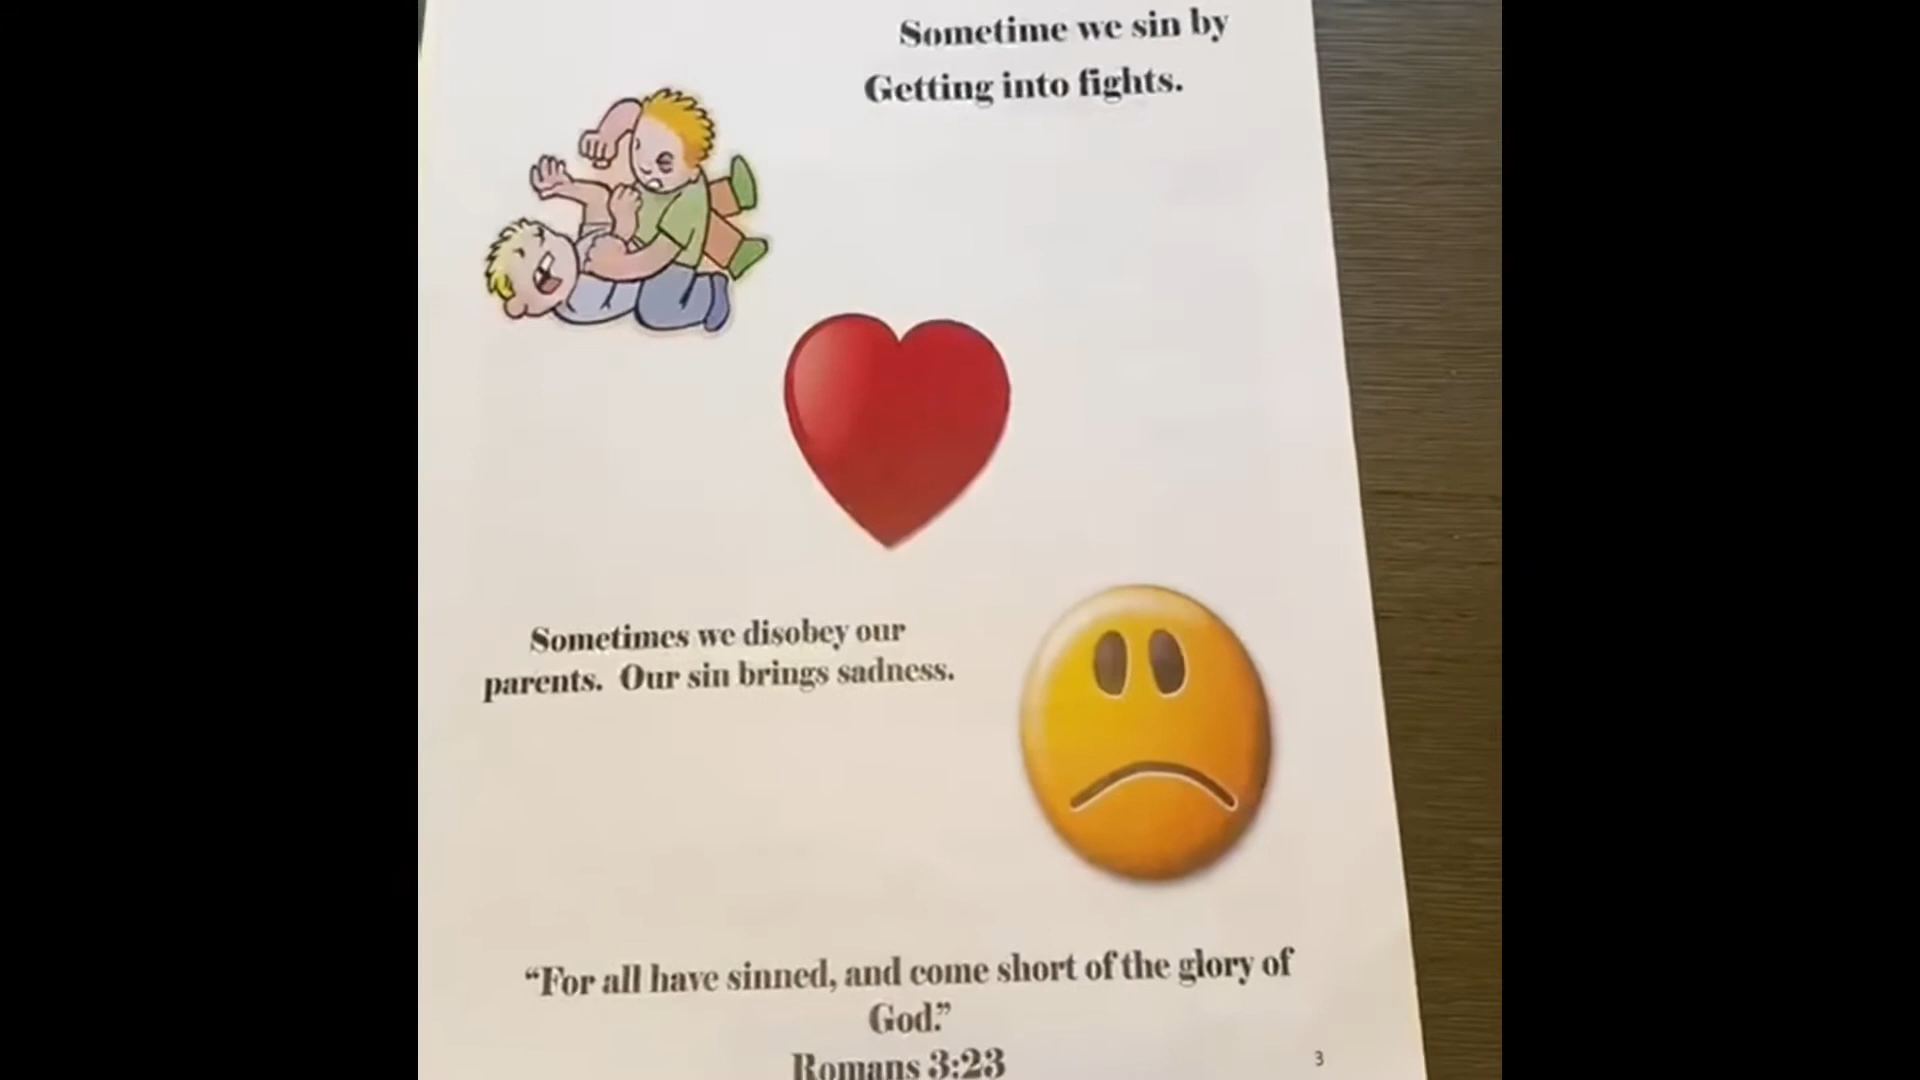 Sometime we sin by
Getting into fights.
Sometimes we disobey our
parents. Our sin brings sadness.
“For all have sinned, and come short of the glory of
God.”
Romans 3:23
3